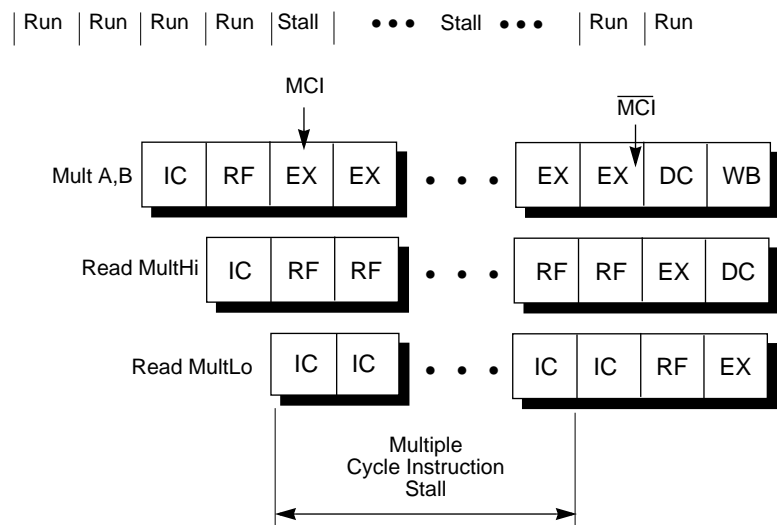 Run Run Run Run Stall ••• Stall ••• Run Run
MCI
MCI
Mult A,B IC RF EX EX • • • EX EX DC WB
Read MultHi IC RF RF • • • RF RF EX DC
Read MultLo IC IC • • • IC IC RF EX
Multiple
Cycle Instruction
Stall